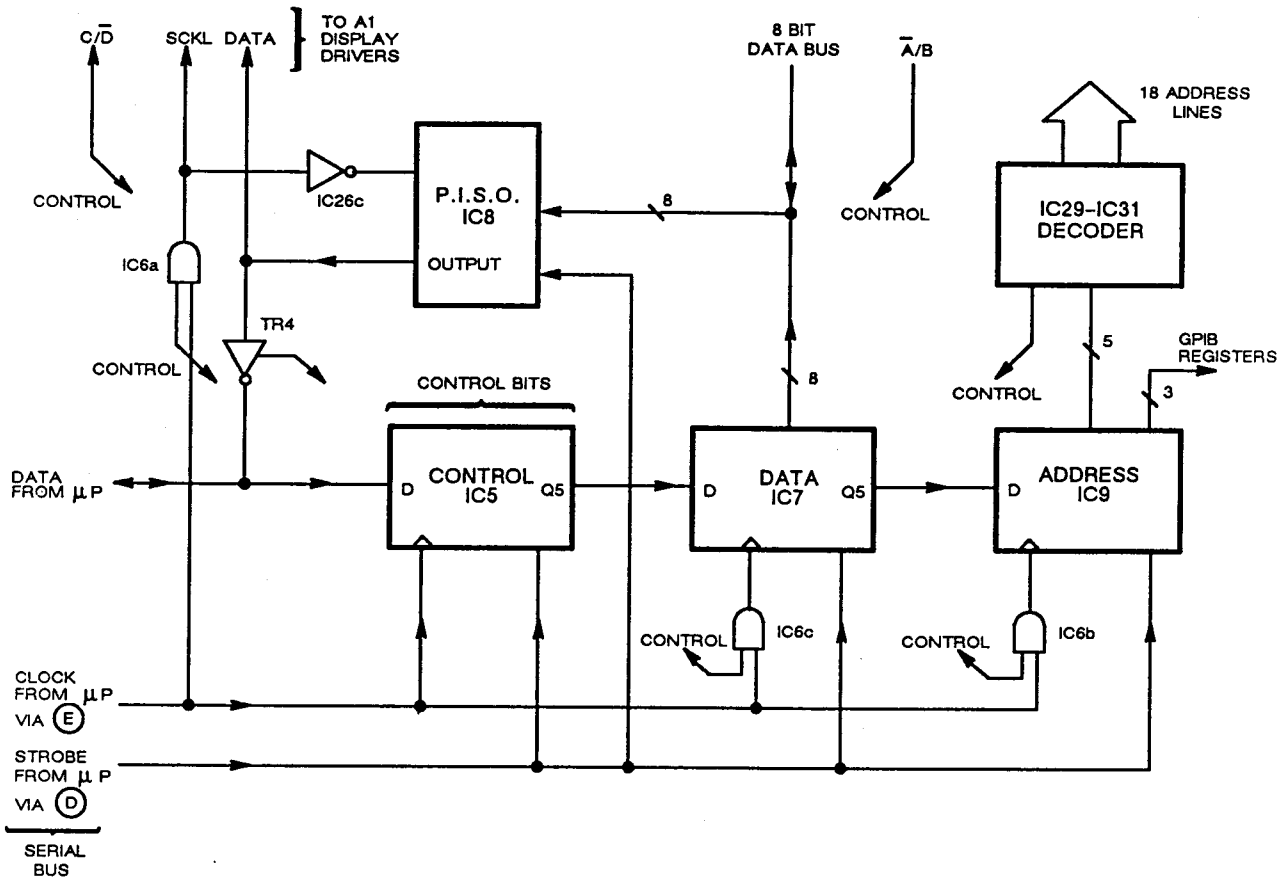 C/D̅
SCKL
DATA
TO A1
DISPLAY
DRIVERS
8 BIT
DATA BUS
A̅/B
18 ADDRESS
LINES
CONTROL
IC26c
P.I.S.O.
IC8
8
CONTROL
IC29-IC31
DECODER
IC6a
OUTPUT
TR4
CONTROL
CONTROL BITS
8
5
GPIB
REGISTERS
CONTROL
3
DATA
FROM μP
D
CONTROL
IC5
Q5
D
DATA
IC7
Q5
D
ADDRESS
IC9
CONTROL
IC6c
CONTROL
IC6b
CLOCK
FROM μP
VIA E
STROBE
FROM μP
VIA D
SERIAL
BUS